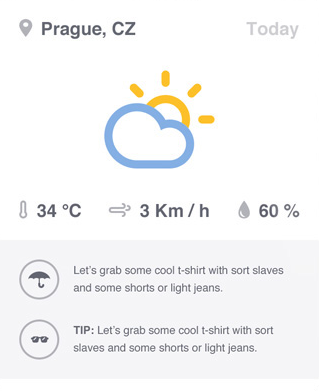 Prague, CZ Today
34 °C 3 Km / h 60 %
Let's grab some cool t-shirt with sort slaves
and some shorts or light jeans.
TIP: Let's grab some cool t-shirt with sort
slaves and some shorts or light jeans.